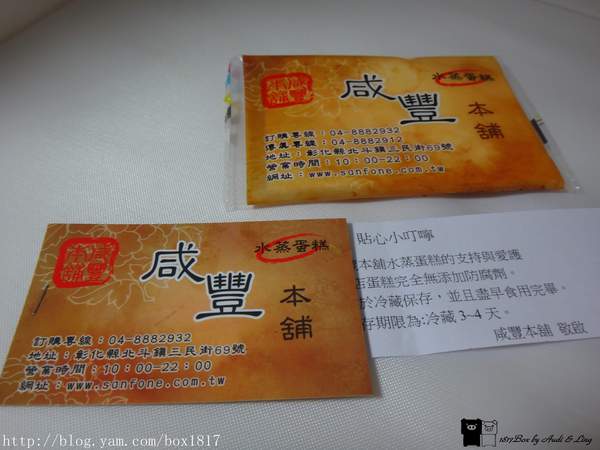 水蒸蛋糕
咸豐
本舖
訂購專線：04-8882932
傳真專線：04-8882912
地址：彰化縣北斗鎮三民街69號
營業時間：10：00-22：00
網址：www.sunfone.com.tw
水蒸蛋糕
咸豐
本舖
訂購專線：04-8882932
地址：彰化縣北斗鎮三民街69號
營業時間：10：00-22：00
網址：www.sunfone.com.tw
貼心小叮嚀
本舖水蒸蛋糕的支持與愛護
店蛋糕完全無添加防腐劑。
於冷藏保存，並且盡早食用完畢。
存期限為:冷藏3~4天。
咸豐本舖 敬啟
http://blog.yam.com/box1817
1817Box by Audi & Ling